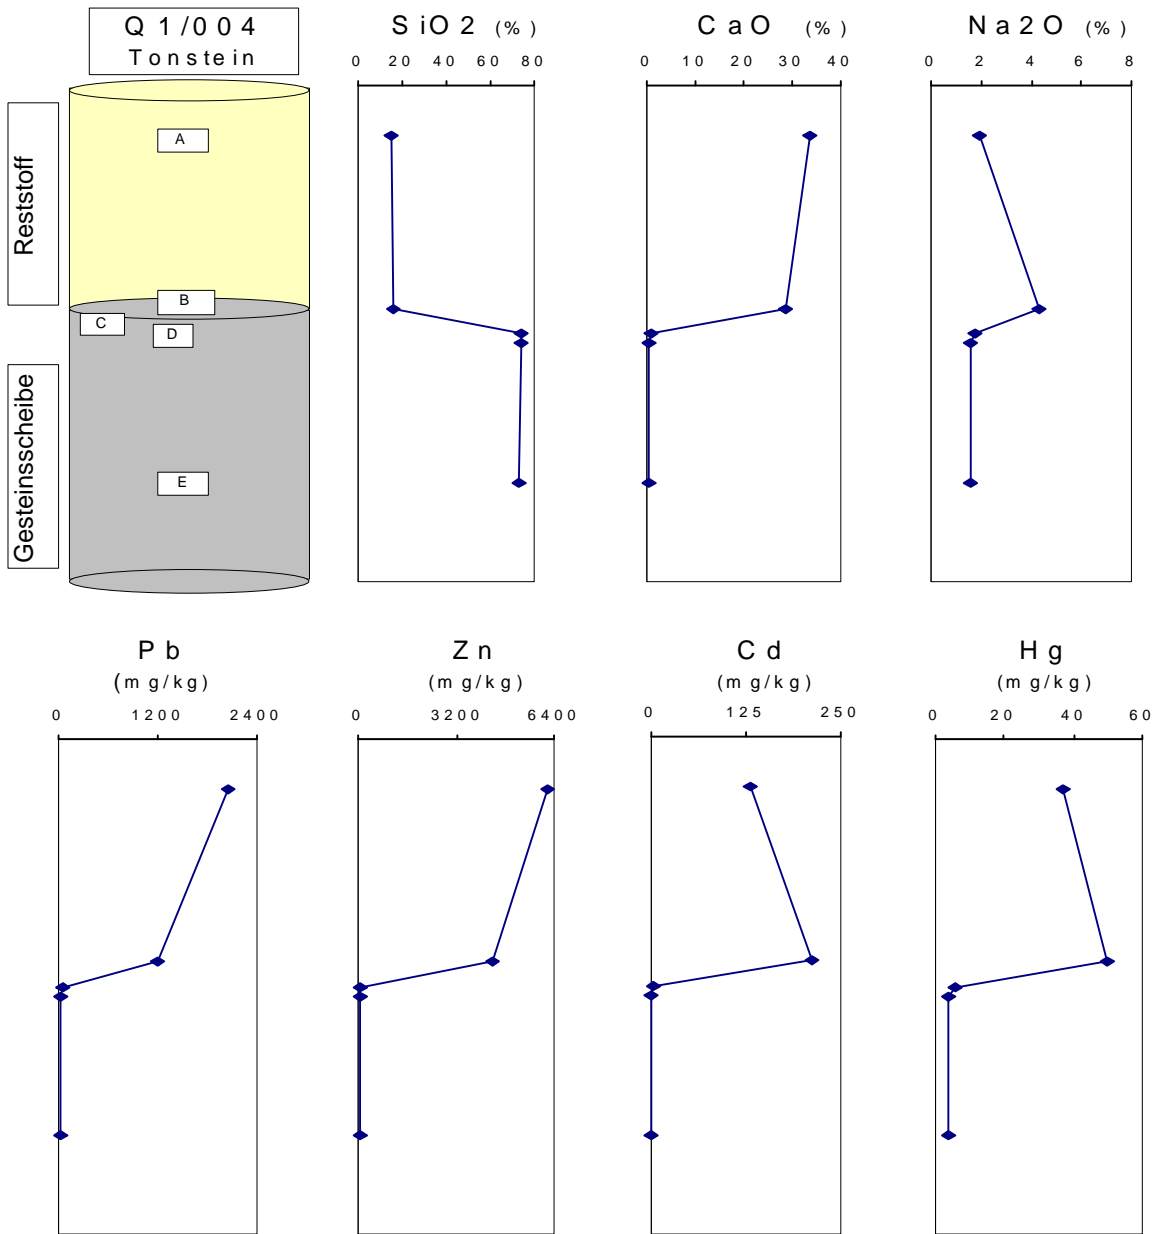 Q 1/004
Tonstein
Reststoff
Gesteinsscheibe
A
B
C
D
E
SiO2 (%)
0 20 40 60 80
CaO (%)
0 10 20 30 40
Na2O (%)
0 2 4 6 8
Pb
(mg/kg)
0 1200 2400
Zn
(mg/kg)
0 3200 6400
Cd
(mg/kg)
0 125 250
Hg
(mg/kg)
0 20 40 60